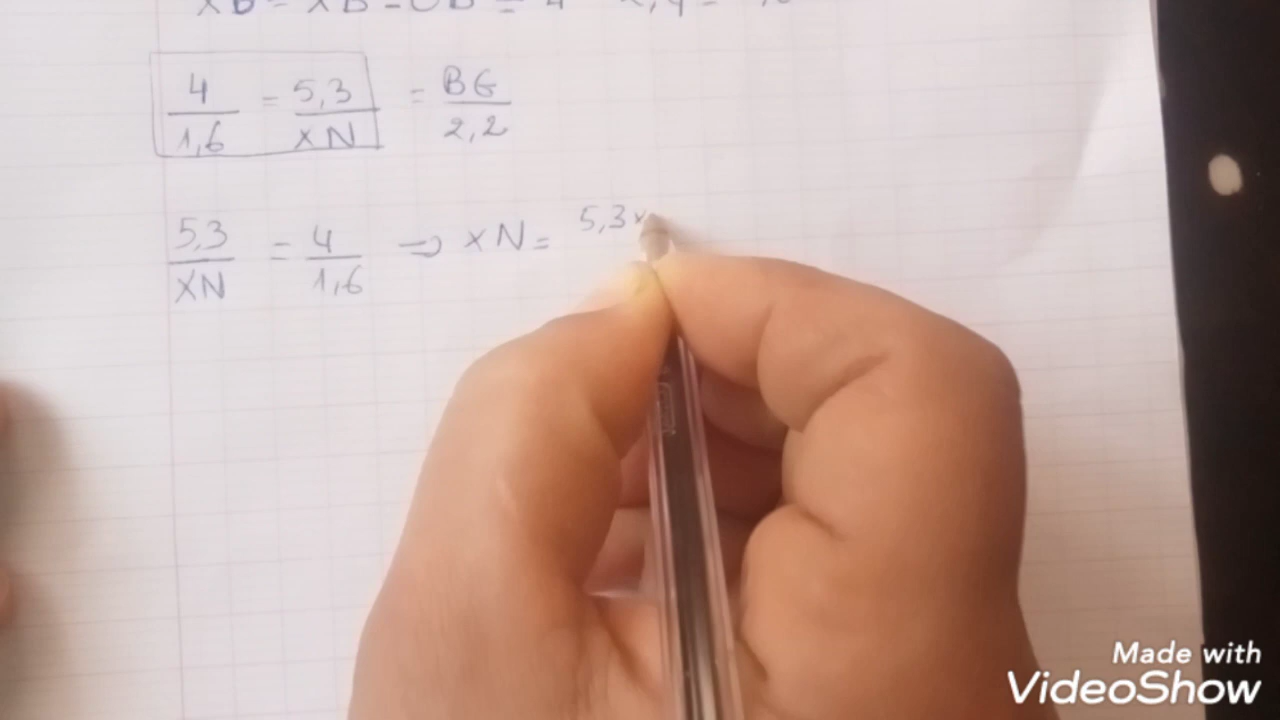 4/1,6 = 5,3/XN = BG/2,2
5,3/XN = 4/1,6 => XN = 5,3x
Made with
VideoShow